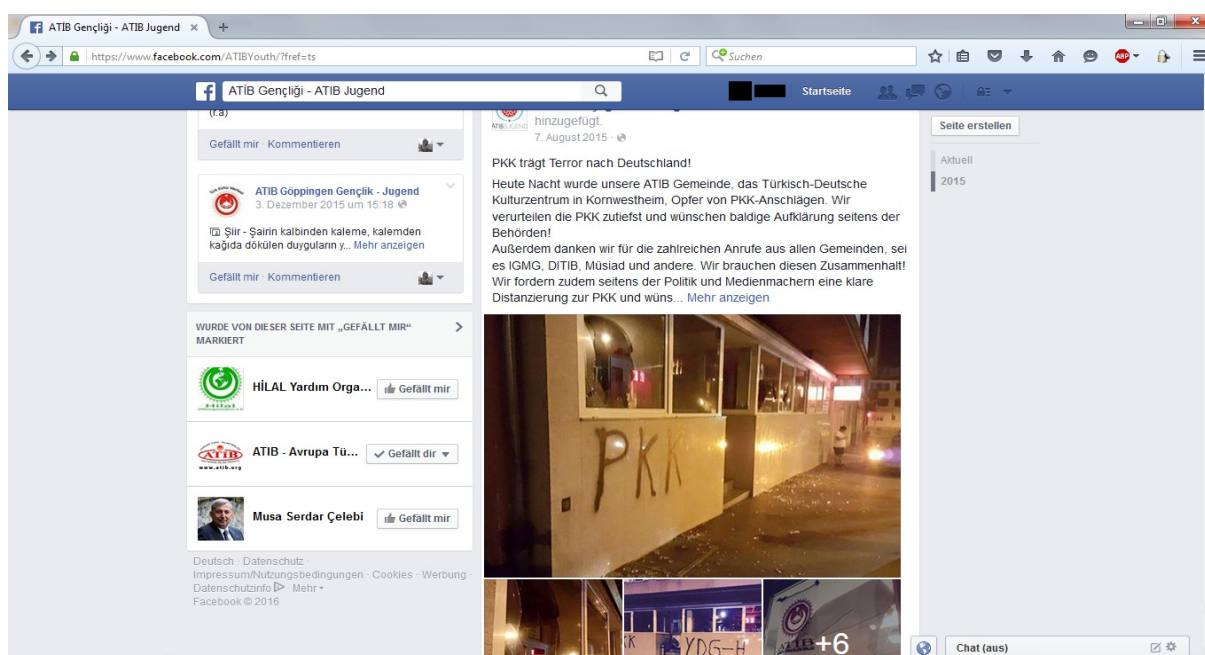 ATİB Gençliği - ATIB Jugend
https://www.facebook.com/ATIBYouth/?fref=ts
Suchen
ABP
ATİB Gençliği - ATIB Jugend
Startseite
(r.a)
Gefällt mir · Kommentieren
ATIB Göppingen Gençlik - Jugend
3. Dezember 2015 um 15:18
Şiir - Şairin kalbinden kaleme, kalemden
kağıda dökülen duyguların y... Mehr anzeigen
Gefällt mir · Kommentieren
WURDE VON DIESER SEITE MIT „GEFÄLLT MIR“
MARKIERT
HİLAL Yardım Orga...
Gefällt mir
ATİB
www.atib.org
ATIB - Avrupa Tü...
Gefällt dir
Musa Serdar Çelebi
Gefällt mir
Deutsch · Datenschutz ·
Impressum/Nutzungsbedingungen · Cookies · Werbung ·
Datenschutzinfo · Mehr
Facebook © 2016
hinzugefügt.
7. August 2015 ·
PKK trägt Terror nach Deutschland!
Heute Nacht wurde unsere ATIB Gemeinde, das Türkisch-Deutsche
Kulturzentrum in Kornwestheim, Opfer von PKK-Anschlägen. Wir
verurteilen die PKK zutiefst und wünschen baldige Aufklärung seitens der
Behörden!
Außerdem danken wir für die zahlreichen Anrufe aus allen Gemeinden, sei
es IGMG, DITIB, Müsiad und andere. Wir brauchen diesen Zusammenhalt!
Wir fordern zudem seitens der Politik und Medienmachern eine klare
Distanzierung zur PKK und wüns... Mehr anzeigen
PKK
KK
YDG-H
ATİB
+6
Seite erstellen
Aktuell
2015
Chat (aus)